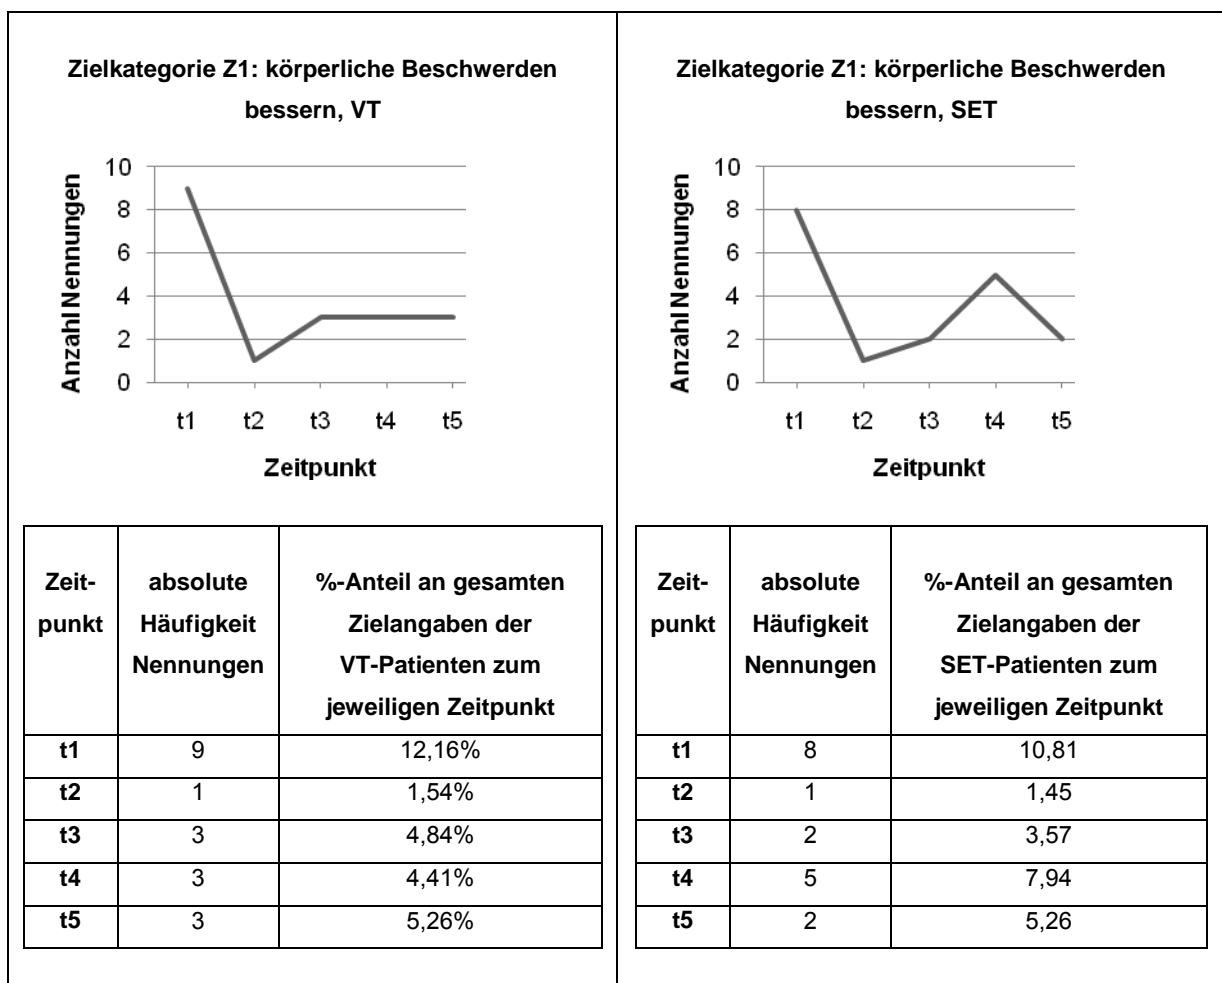 Zielkategorie Z1: körperliche Beschwerden
bessern, VT
10
8
6
4
2
0
Anzahl Nennungen
t1 t2 t3 t4 t5
Zeitpunkt
Zeit-
punkt
absolute
Häufigkeit
Nennungen
%-Anteil an gesamten
Zielangaben der
VT-Patienten zum
jeweiligen Zeitpunkt
t1 9 12,16%
t2 1 1,54%
t3 3 4,84%
t4 3 4,41%
t5 3 5,26%
Zielkategorie Z1: körperliche Beschwerden
bessern, SET
10
8
6
4
2
0
Anzahl Nennungen
t1 t2 t3 t4 t5
Zeitpunkt
Zeit-
punkt
absolute
Häufigkeit
Nennungen
%-Anteil an gesamten
Zielangaben der
SET-Patienten zum
jeweiligen Zeitpunkt
t1 8 10,81
t2 1 1,45
t3 2 3,57
t4 5 7,94
t5 2 5,26